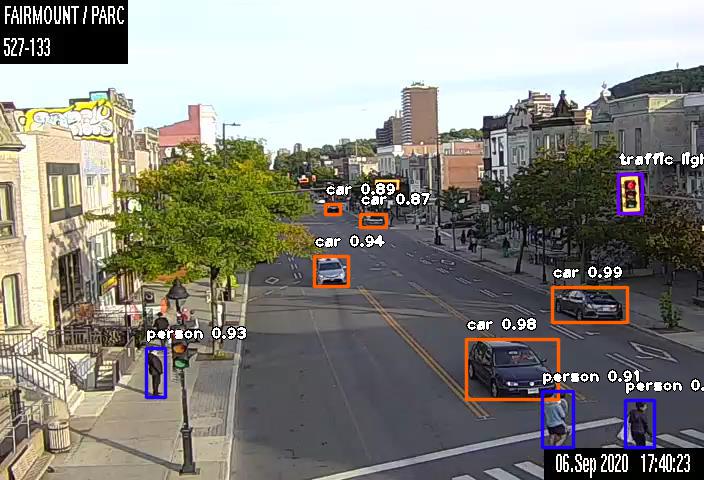 FAIRMOUNT / PARC
527-133
traffic ligh
car 0.89
car 0.87
car 0.94
car 0.99
car 0.98
person 0.93
person 0.91
person 0.
06.Sep 2020 17:40:23